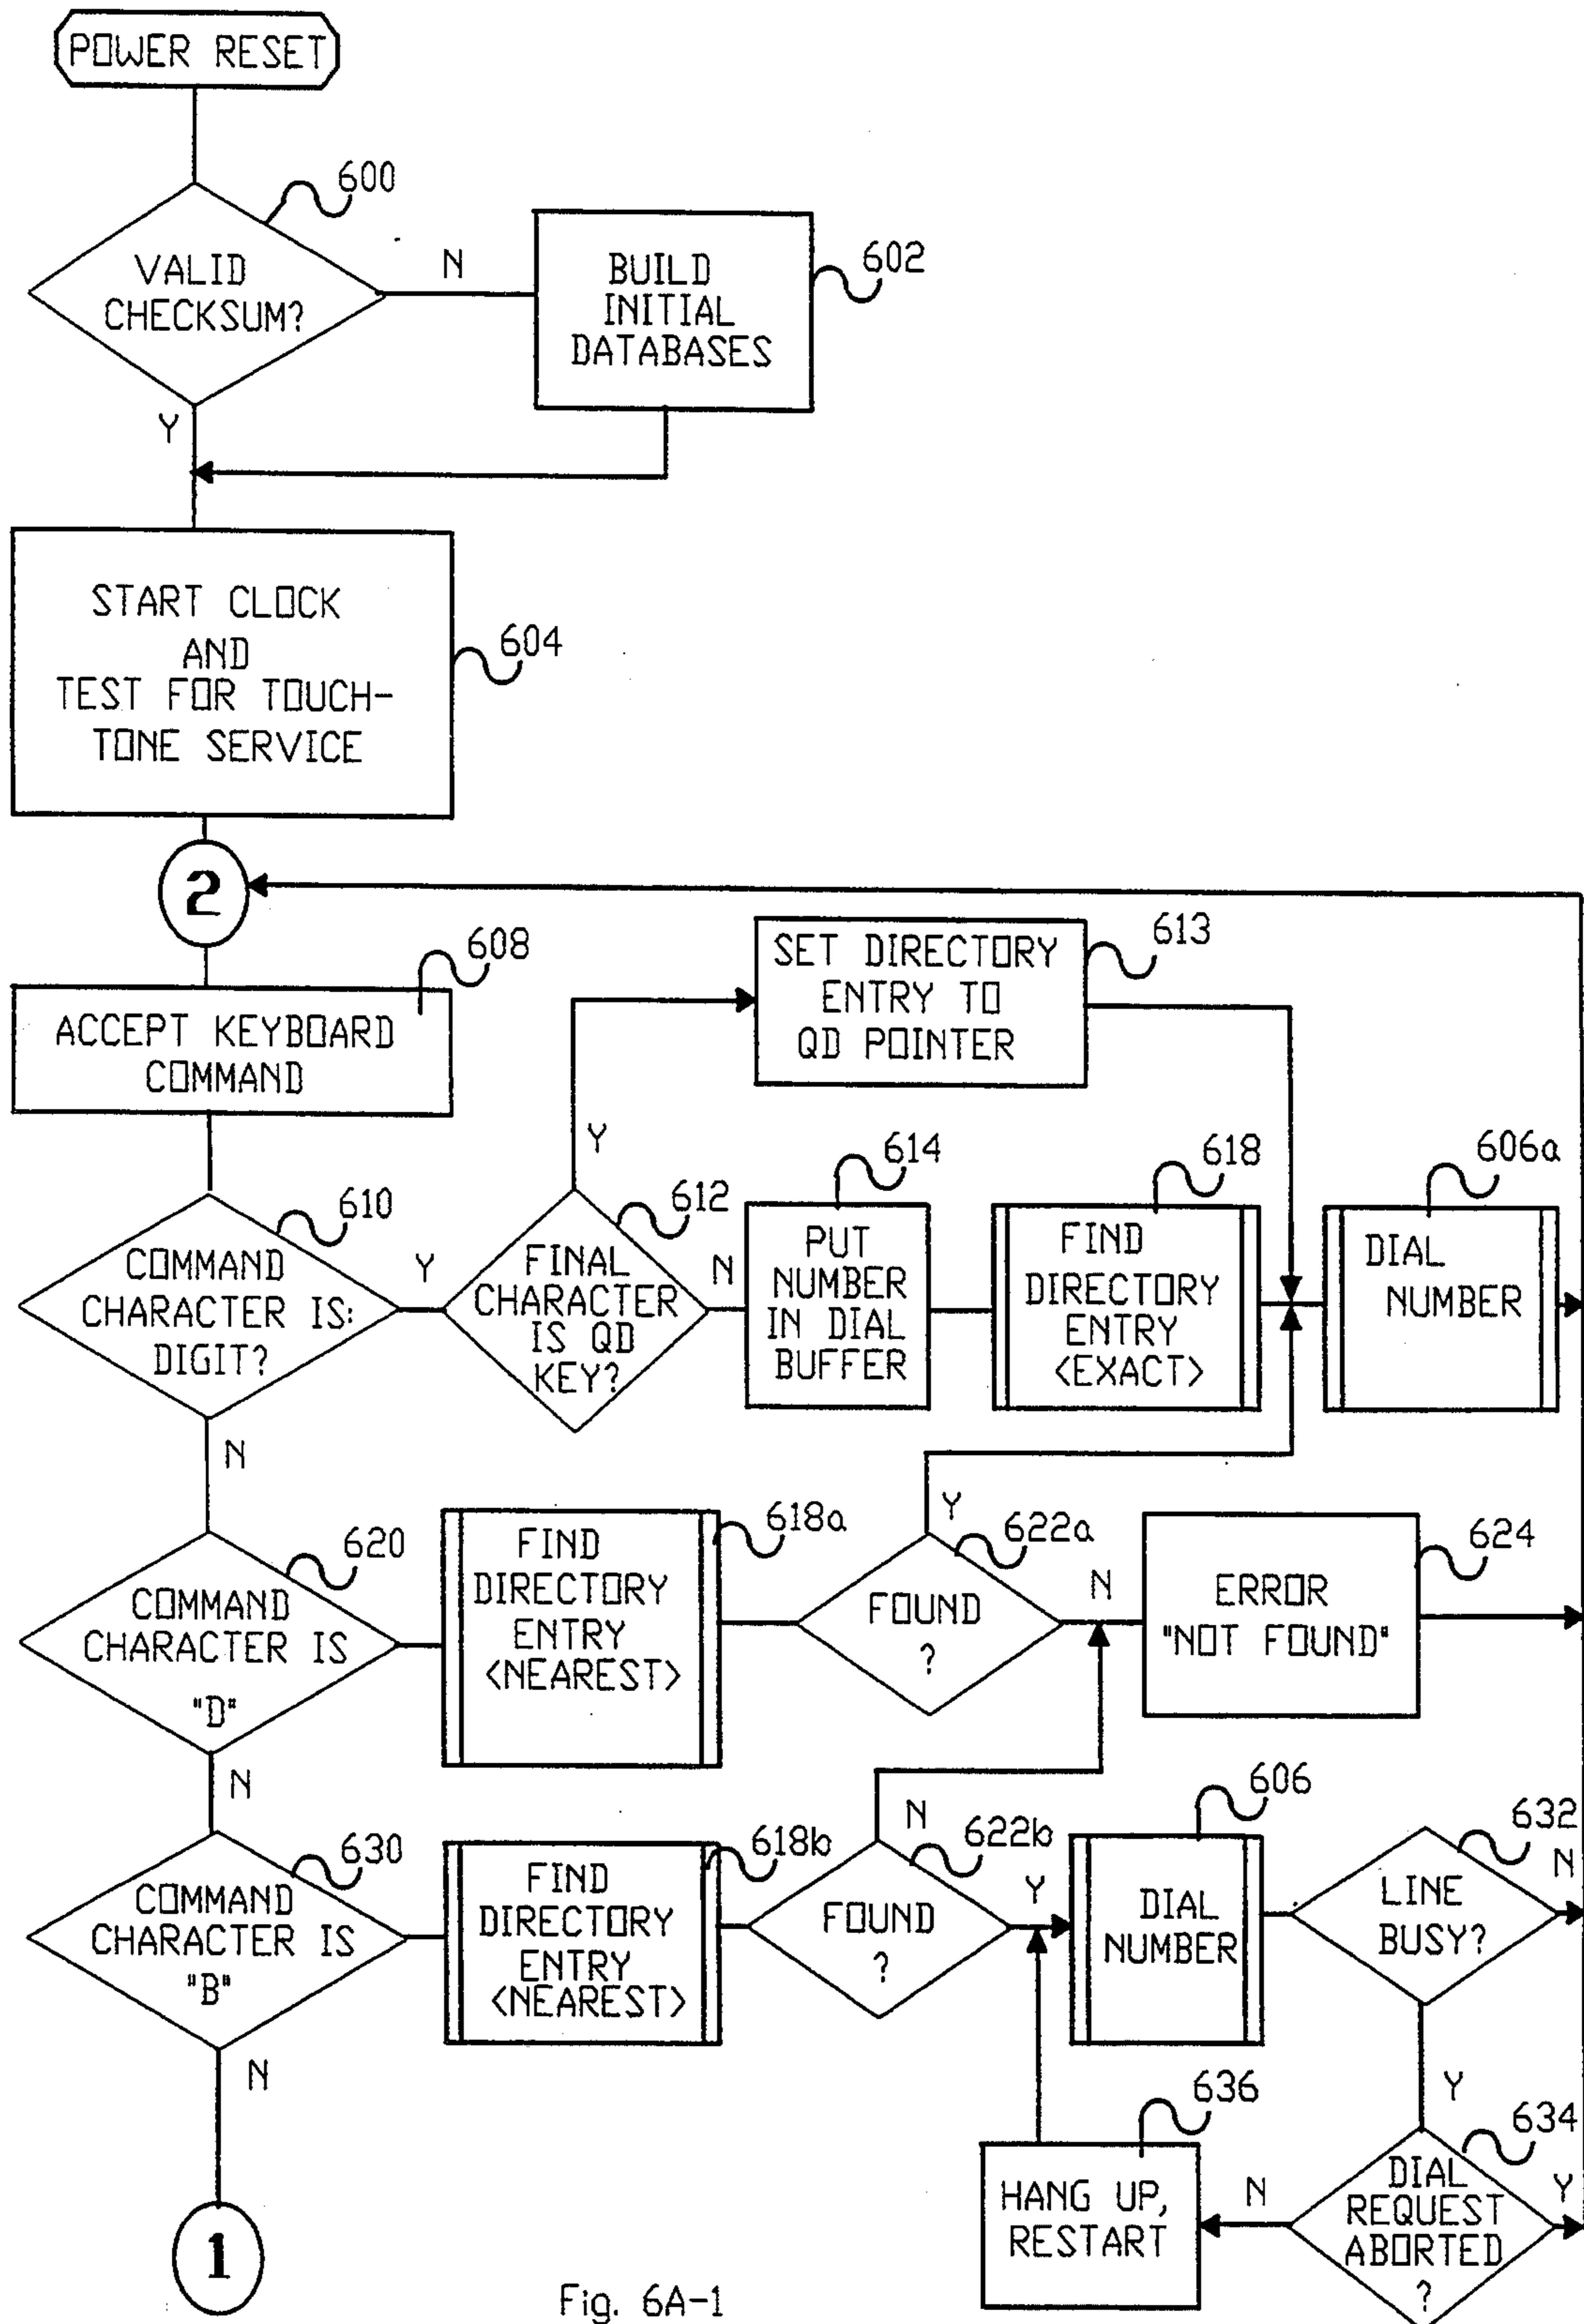 POWER RESET
600
VALID
CHECKSUM?
N
Y
BUILD
INITIAL
DATABASES
602
START CLOCK
AND
TEST FOR TOUCH-
TONE SERVICE
604
2
608
ACCEPT KEYBOARD
COMMAND
SET DIRECTORY
ENTRY TO
QD POINTER
613
610
COMMAND
CHARACTER IS:
DIGIT?
Y
N
612
FINAL
CHARACTER
IS QD
KEY?
Y
N
614
PUT
NUMBER
IN DIAL
BUFFER
618
FIND
DIRECTORY
ENTRY
<EXACT>
606a
DIAL
NUMBER
620
COMMAND
CHARACTER IS
"D"
N
618a
FIND
DIRECTORY
ENTRY
<NEAREST>
Y
622a
FOUND
?
N
624
ERROR
"NOT FOUND"
630
COMMAND
CHARACTER IS
"B"
N
618b
FIND
DIRECTORY
ENTRY
<NEAREST>
N
622b
FOUND
?
Y
606
DIAL
NUMBER
632
LINE
BUSY?
N
Y
634
DIAL
REQUEST
ABORTED
?
Y
N
636
HANG UP,
RESTART
1
Fig. 6A-1